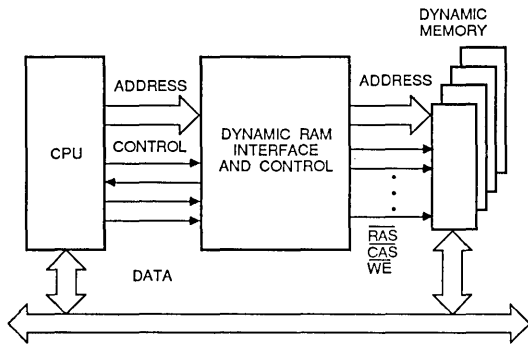 DYNAMIC
MEMORY
ADDRESS
ADDRESS
CPU
CONTROL
DYNAMIC RAM
INTERFACE
AND CONTROL
RAS
CAS
WE
DATA